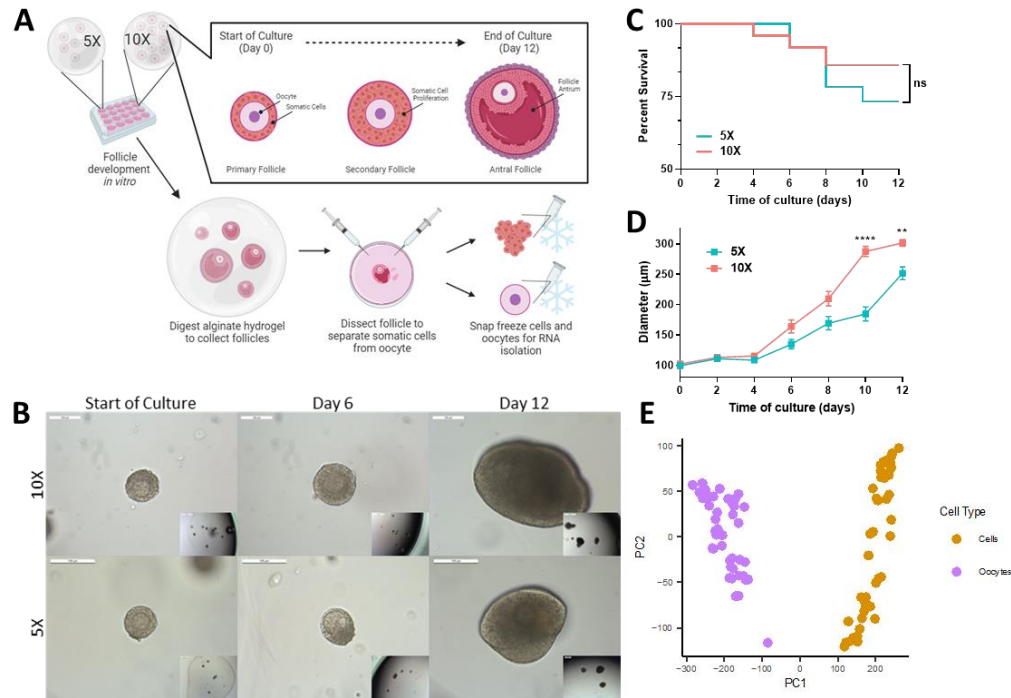 A
5X
10X
Start of Culture
(Day 0)
End of Culture
(Day 12)
Oocyte
Somatic Cells
Somatic Cell
Proliferation
Follicle
Antrum
Primary Follicle
Secondary Follicle
Antral Follicle
Follicle
development
in vitro
Digest alginate hydrogel
to collect follicles
Dissect follicle to
separate somatic cells
from oocyte
Snap freeze cells and
oocytes for RNA
isolation
B
Start of Culture
Day 6
Day 12
10X
5X
C
Percent Survival
100
75
50
ns
5X
10X
0 2 4 6 8 10 12
Time of culture (days)
D
Diameter (µm)
300
250
200
150
100
5X
10X
****
**
0 2 4 6 8 10 12
Time of culture (days)
E
PC2
100
50
0
−50
−100
−300 −200 −100 0 100 200
PC1
Cell Type
Cells
Oocytes